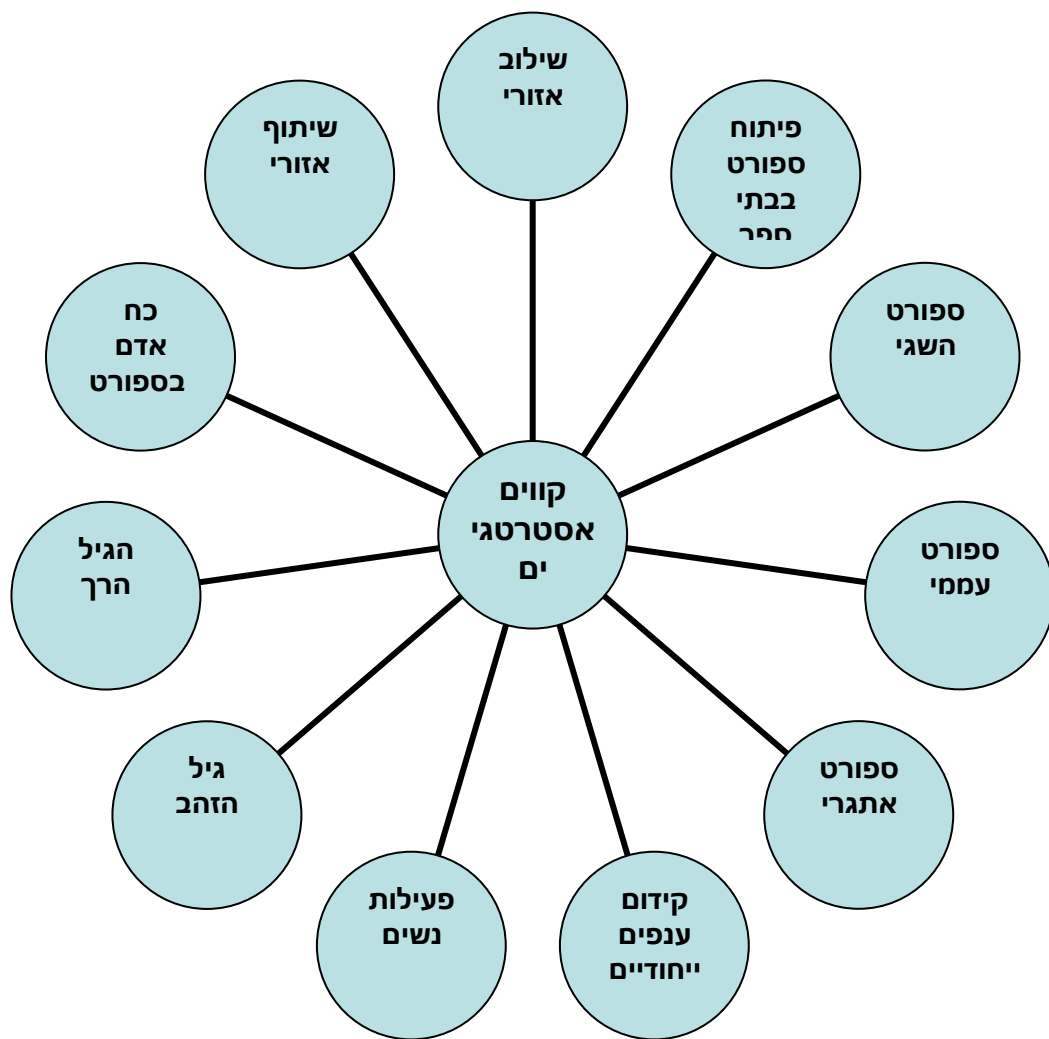 שילוב
אזורי
פיתוח
ספורט
בבתי
ספר
ספורט
השגי
ספורט
עממי
ספורט
אתגרי
קידום
ענפים
ייחודיים
פעילות
נשים
גיל
הזהב
הגיל
הרך
כח
אדם
בספורט
שיתוף
אזורי
קווים
אסטרטגי
ים